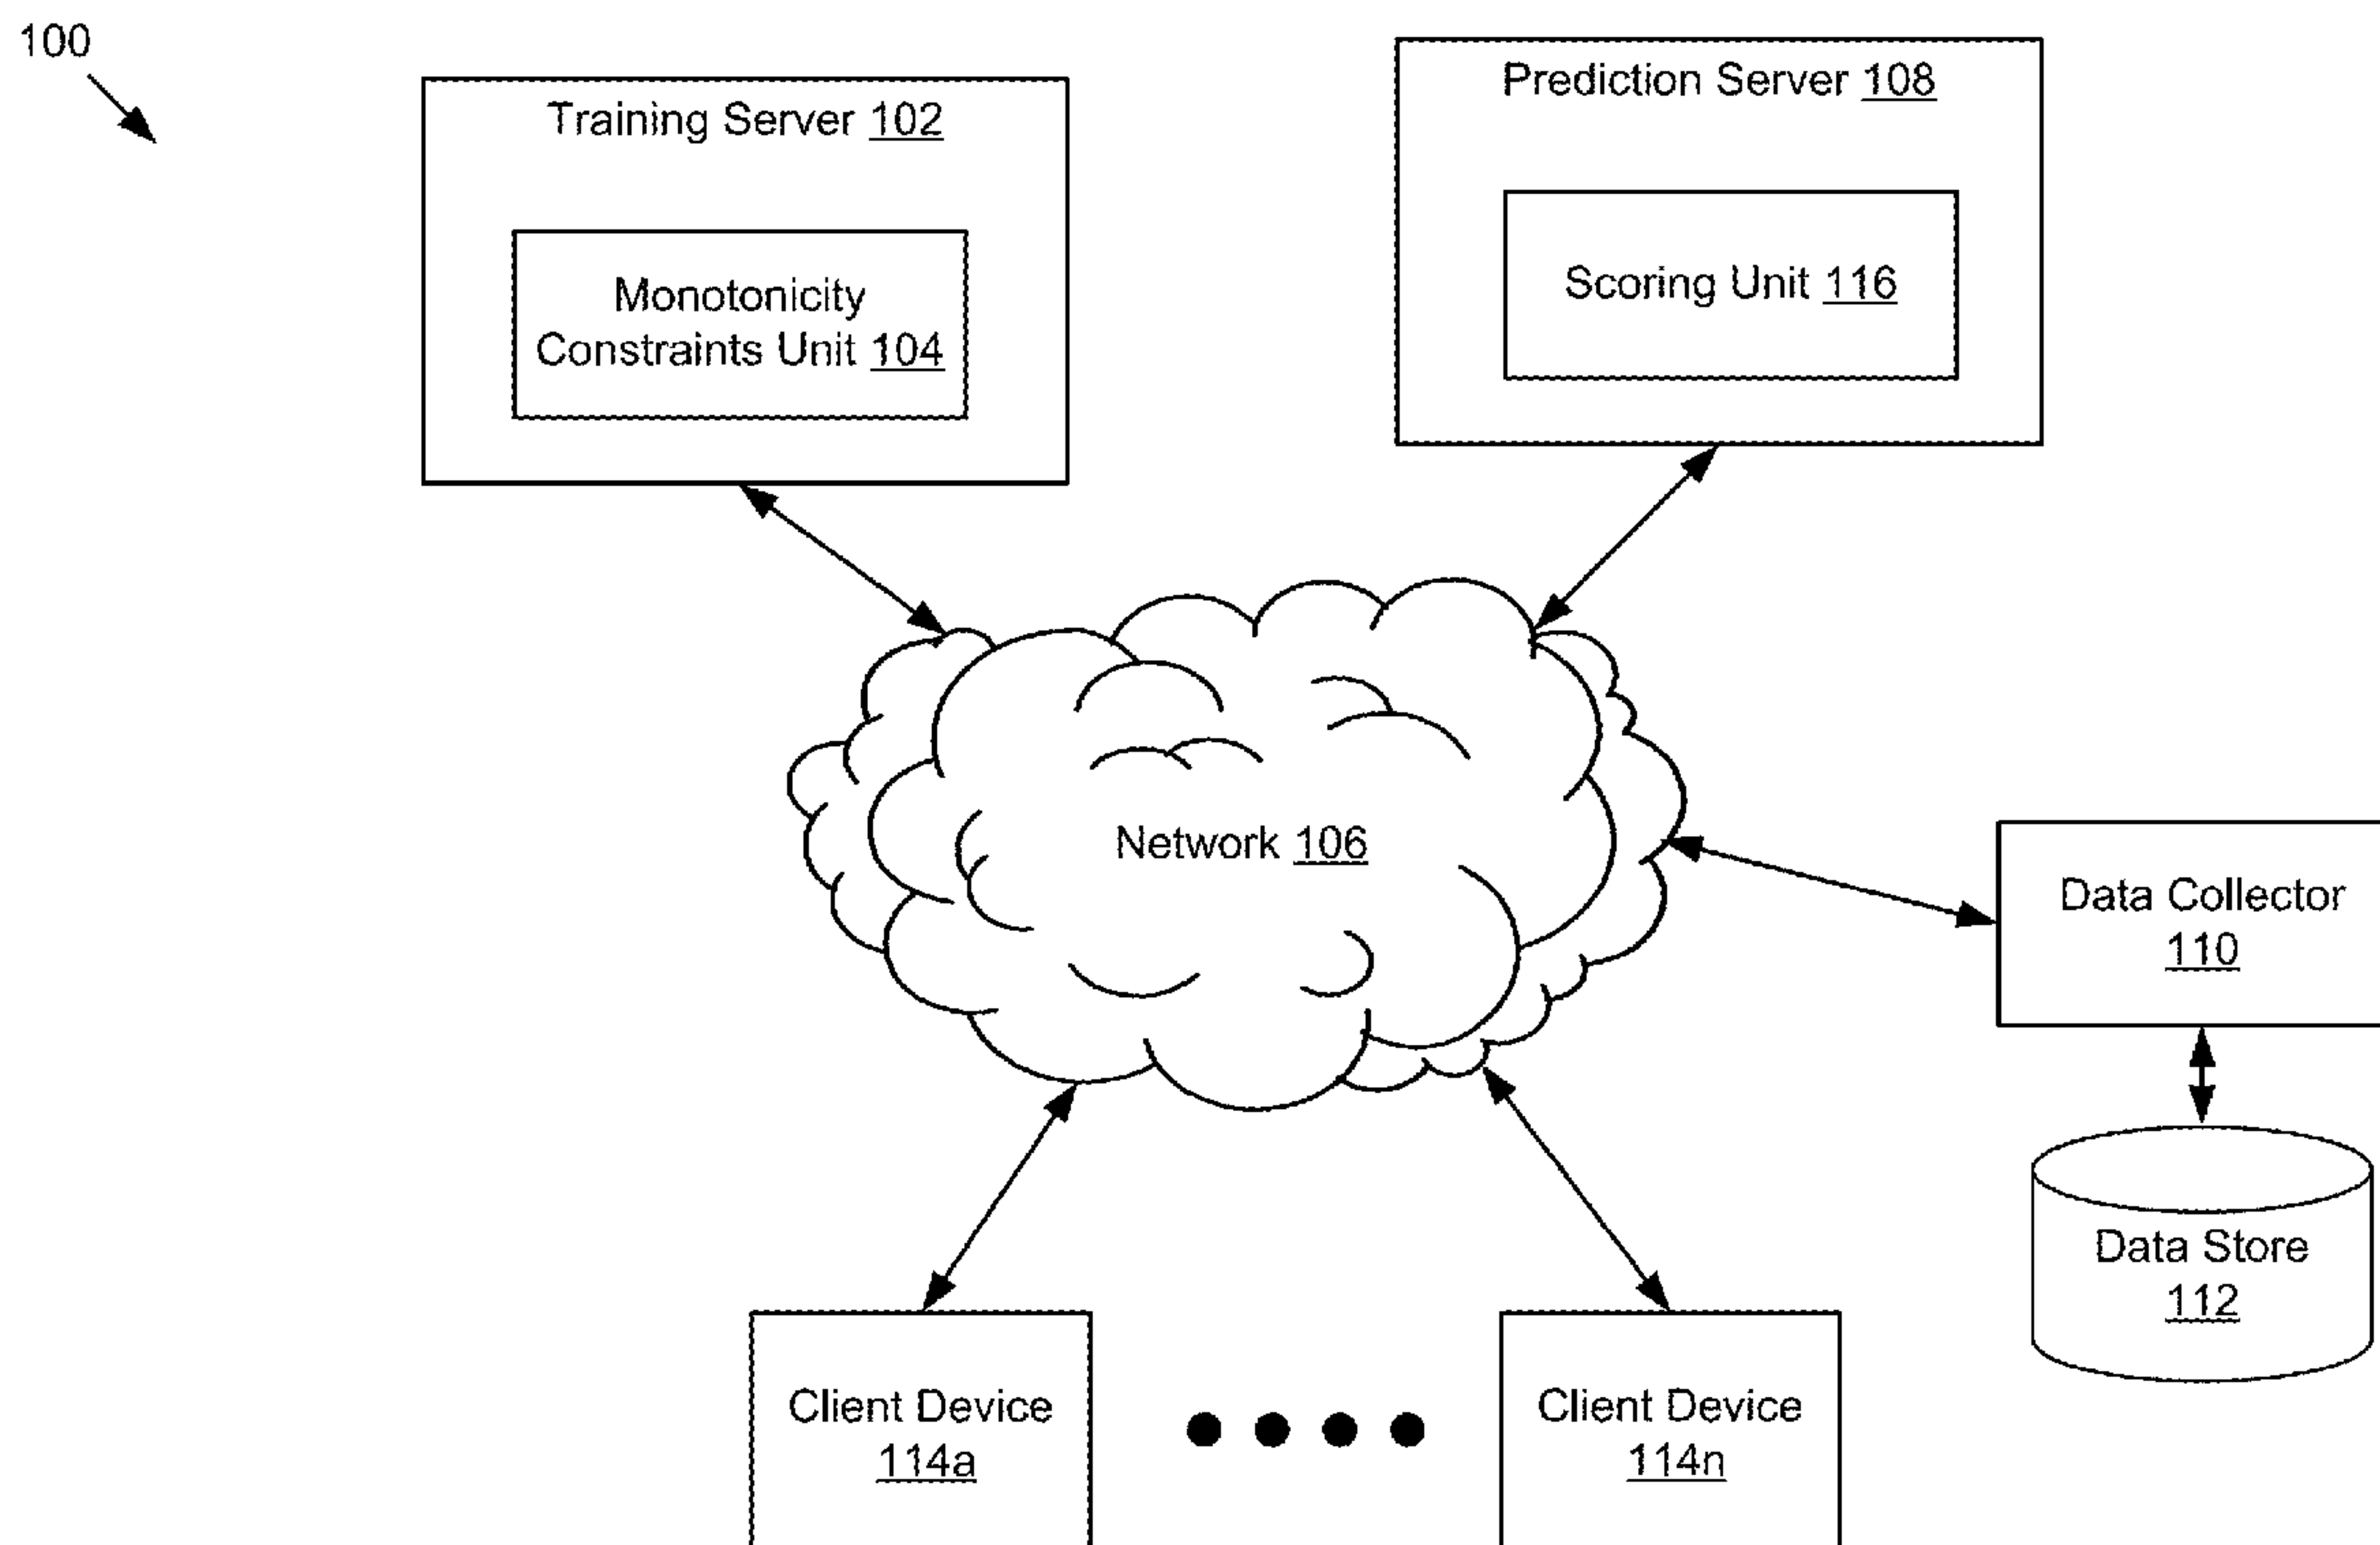 100
Training Server 102
Monotonicity
Constraints Unit 104
Prediction Server 108
Scoring Unit 116
Network 106
Data Collector
110
Data Store
112
Client Device
114a
Client Device
114n